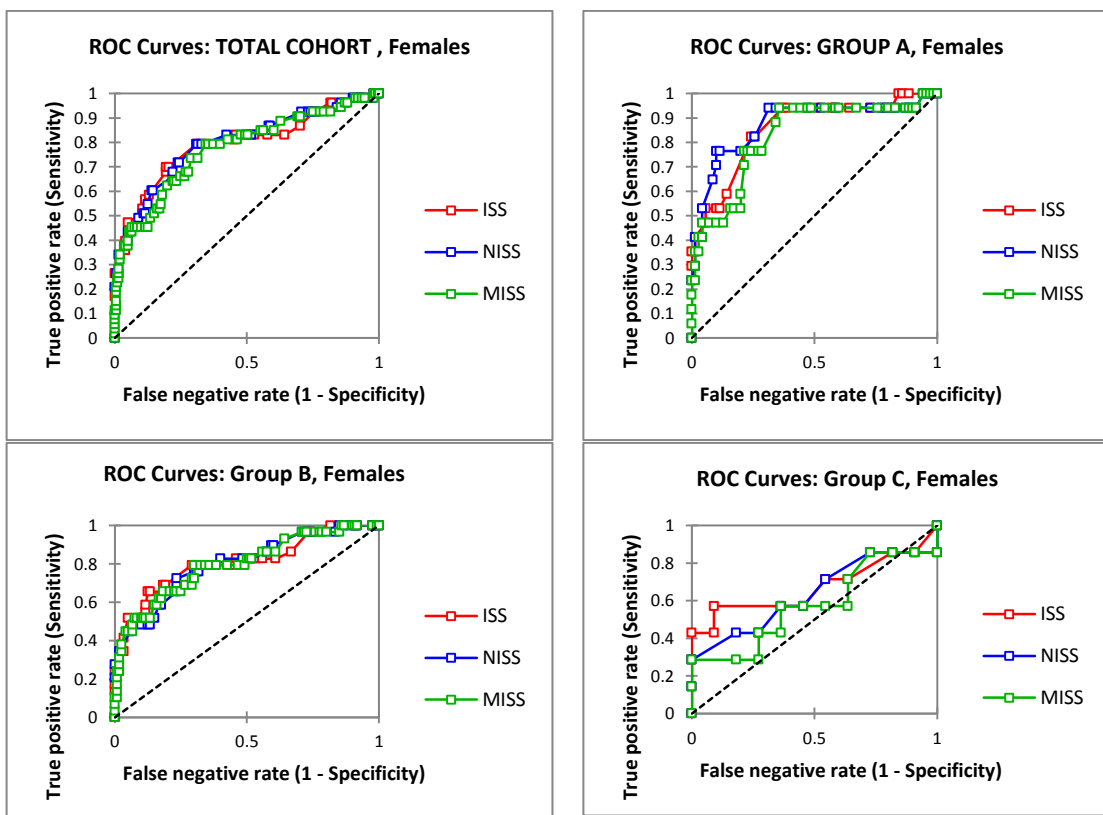 ROC Curves: TOTAL COHORT , Females
True positive rate (Sensitivity)
1
0.9
0.8
0.7
0.6
0.5
0.4
0.3
0.2
0.1
0
0
0.5
1
False negative rate (1 - Specificity)
ISS
NISS
MISS
ROC Curves: GROUP A, Females
True positive rate (Sensitivity)
1
0.9
0.8
0.7
0.6
0.5
0.4
0.3
0.2
0.1
0
0
0.5
1
False negative rate (1 - Specificity)
ISS
NISS
MISS
ROC Curves: Group B, Females
True positive rate (Sensitivity)
1
0.8
0.6
0.4
0.2
0
0
0.5
1
False negative rate (1 - Specificity)
ISS
NISS
MISS
ROC Curves: Group C, Females
True positive rate (Sensitivity)
1
0.8
0.6
0.4
0.2
0
0
0.5
1
False negative rate (1 - Specificity)
ISS
NISS
MISS